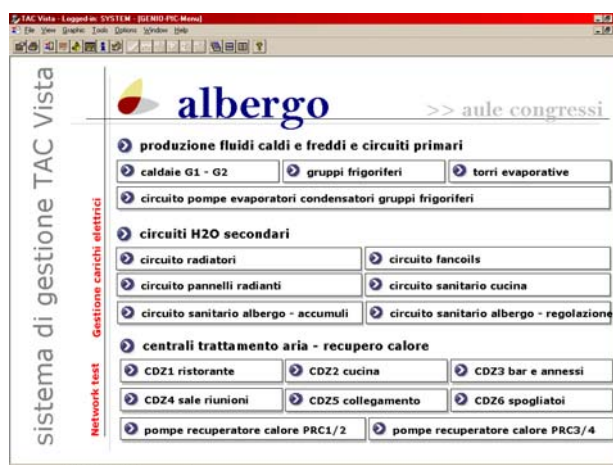 TAC Vista - Logged-in: SYSTEM - [GENIO-PIC-Menu]
File View Graphic Tools Options Window Help
albergo
>> aule congressi
produzione fluidi caldi e freddi e circuiti primari
caldaie G1 - G2
gruppi frigoriferi
torri evaporative
circuito pompe evaporatori condensatori gruppi frigoriferi
circuiti H2O secondari
circuito radiatori
circuito fancoils
circuito pannelli radianti
circuito sanitario cucina
circuito sanitario albergo - accumuli
circuito sanitario albergo - regolazione
centrali trattamento aria - recupero calore
CDZ1 ristorante
CDZ2 cucina
CDZ3 bar e annessi
CDZ4 sale riunioni
CDZ5 collegamento
CDZ6 spogliatoi
pompe recuperatore calore PRC1/2
pompe recuperatore calore PRC3/4
sistema di gestione TAC Vista
Gestione carichi elettrici
Network test